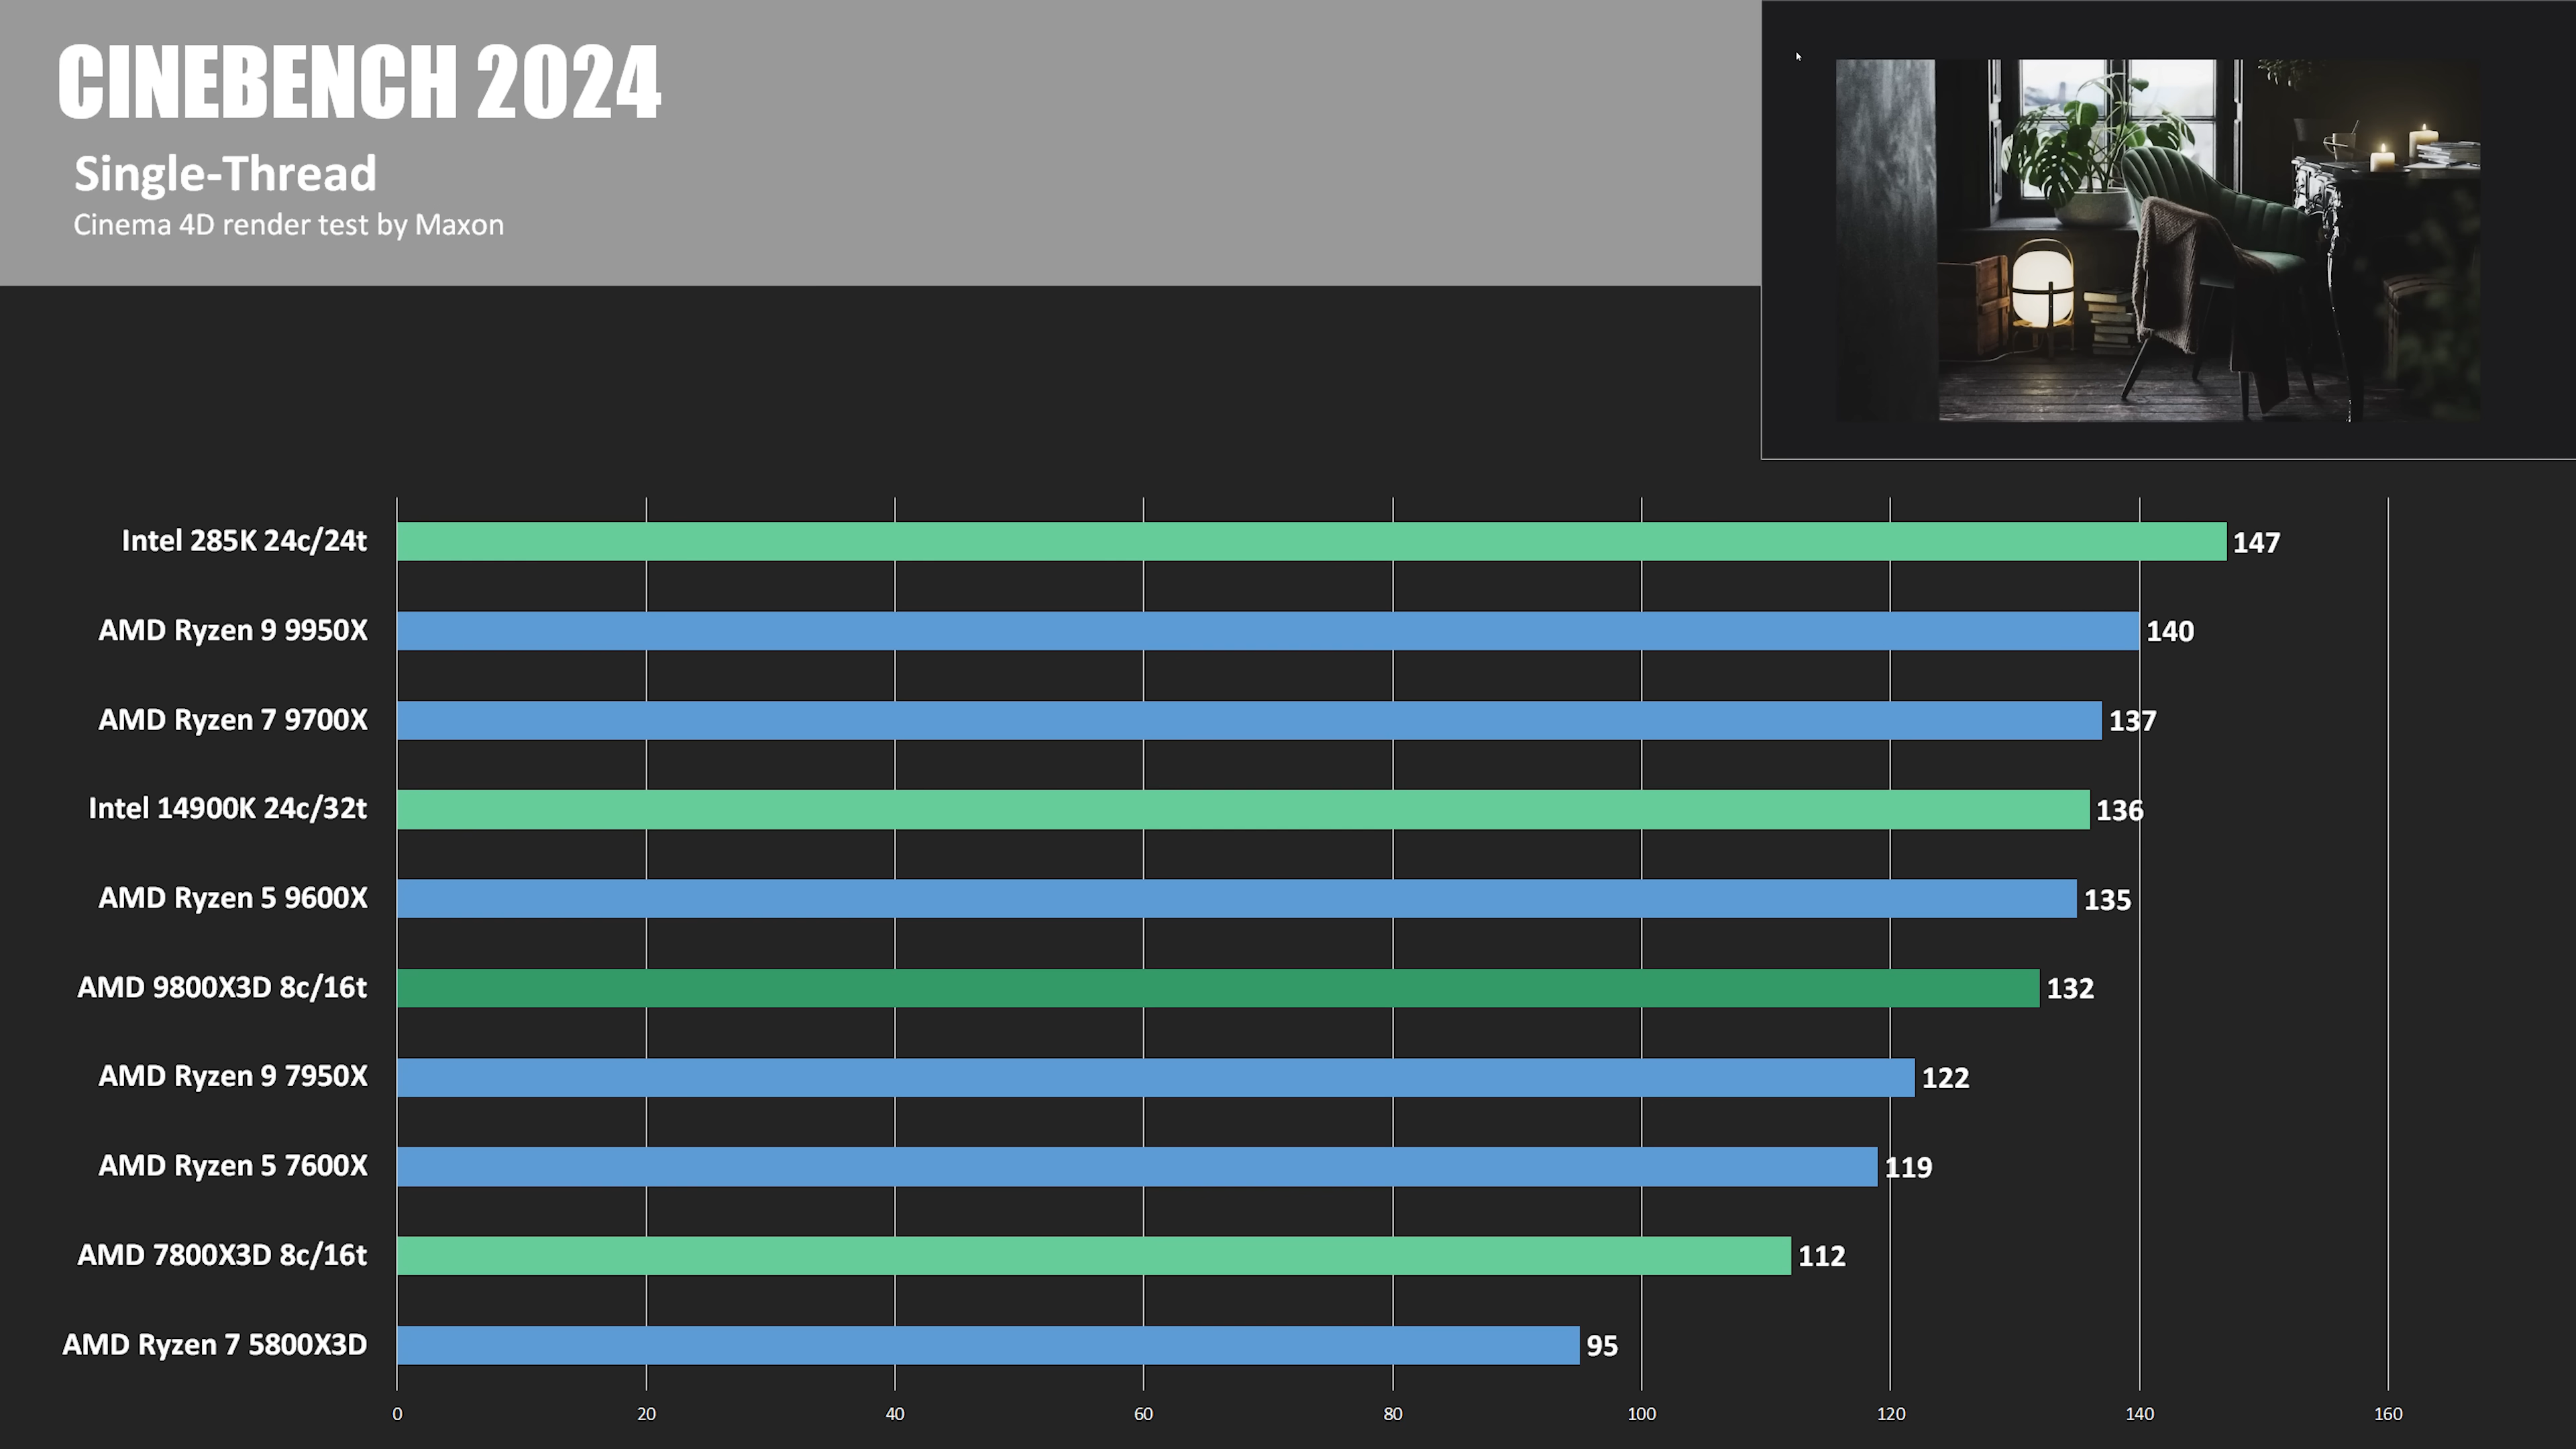 CINEBENCH 2024
Single-Thread
Cinema 4D render test by Maxon
Intel 285K 24c/24t 147
AMD Ryzen 9 9950X 140
AMD Ryzen 7 9700X 137
Intel 14900K 24c/32t 136
AMD Ryzen 5 9600X 135
AMD 9800X3D 8c/16t 132
AMD Ryzen 9 7950X 122
AMD Ryzen 5 7600X 119
AMD 7800X3D 8c/16t 112
AMD Ryzen 7 5800X3D 95
0 20 40 60 80 100 120 140 160